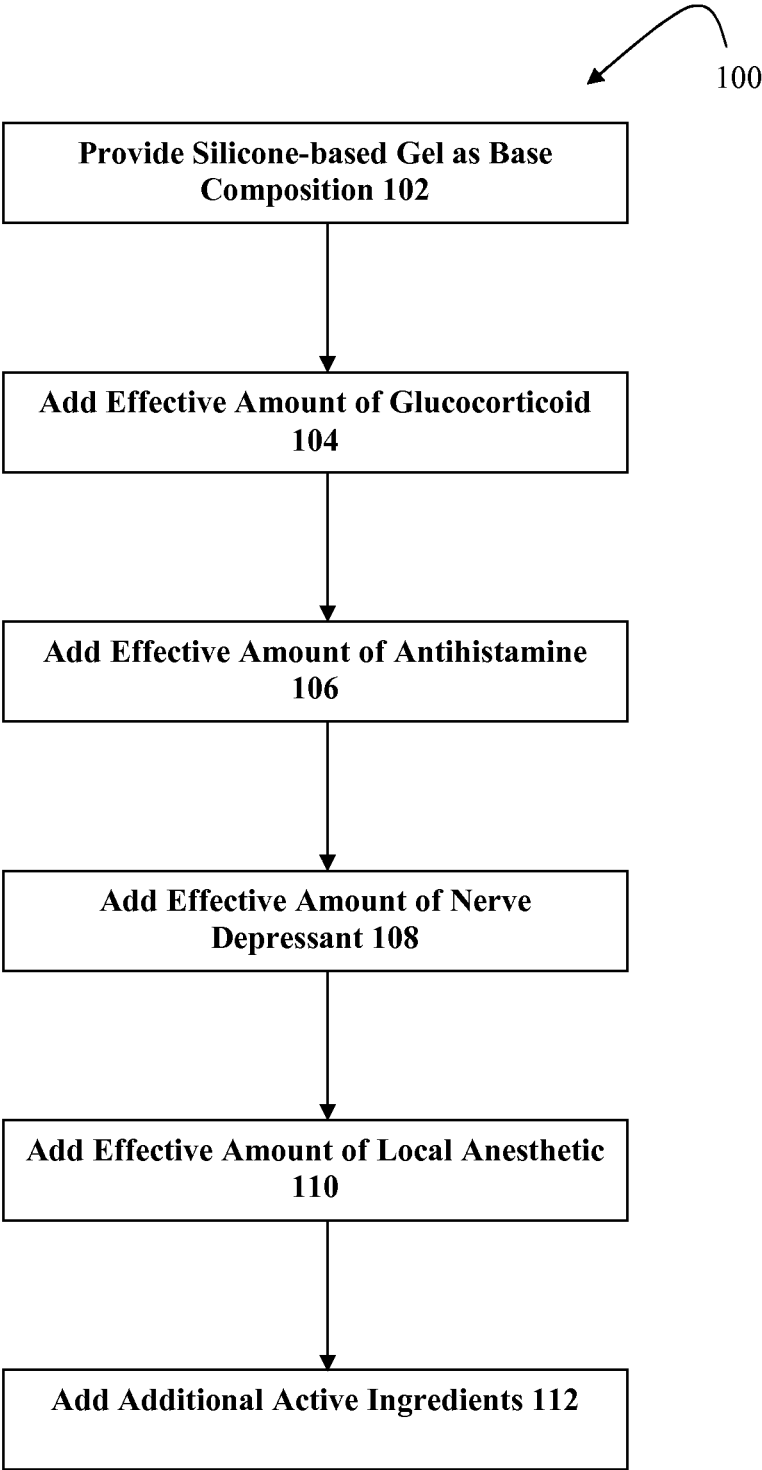 100
Provide Silicone-based Gel as Base
Composition 102
Add Effective Amount of Glucocorticoid
104
Add Effective Amount of Antihistamine
106
Add Effective Amount of Nerve
Depressant 108
Add Effective Amount of Local Anesthetic
110
Add Additional Active Ingredients 112